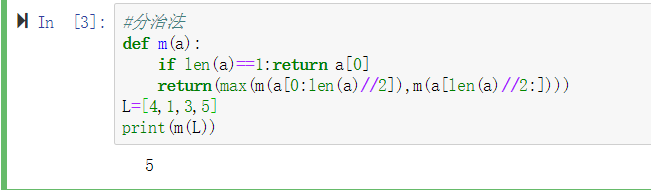 In [3]: #分治法
def m(a):
    if len(a)==1:return a[0]
    return(max(m(a[0:len(a)//2]),m(a[len(a)//2:])))
L=[4,1,3,5]
print(m(L))
5